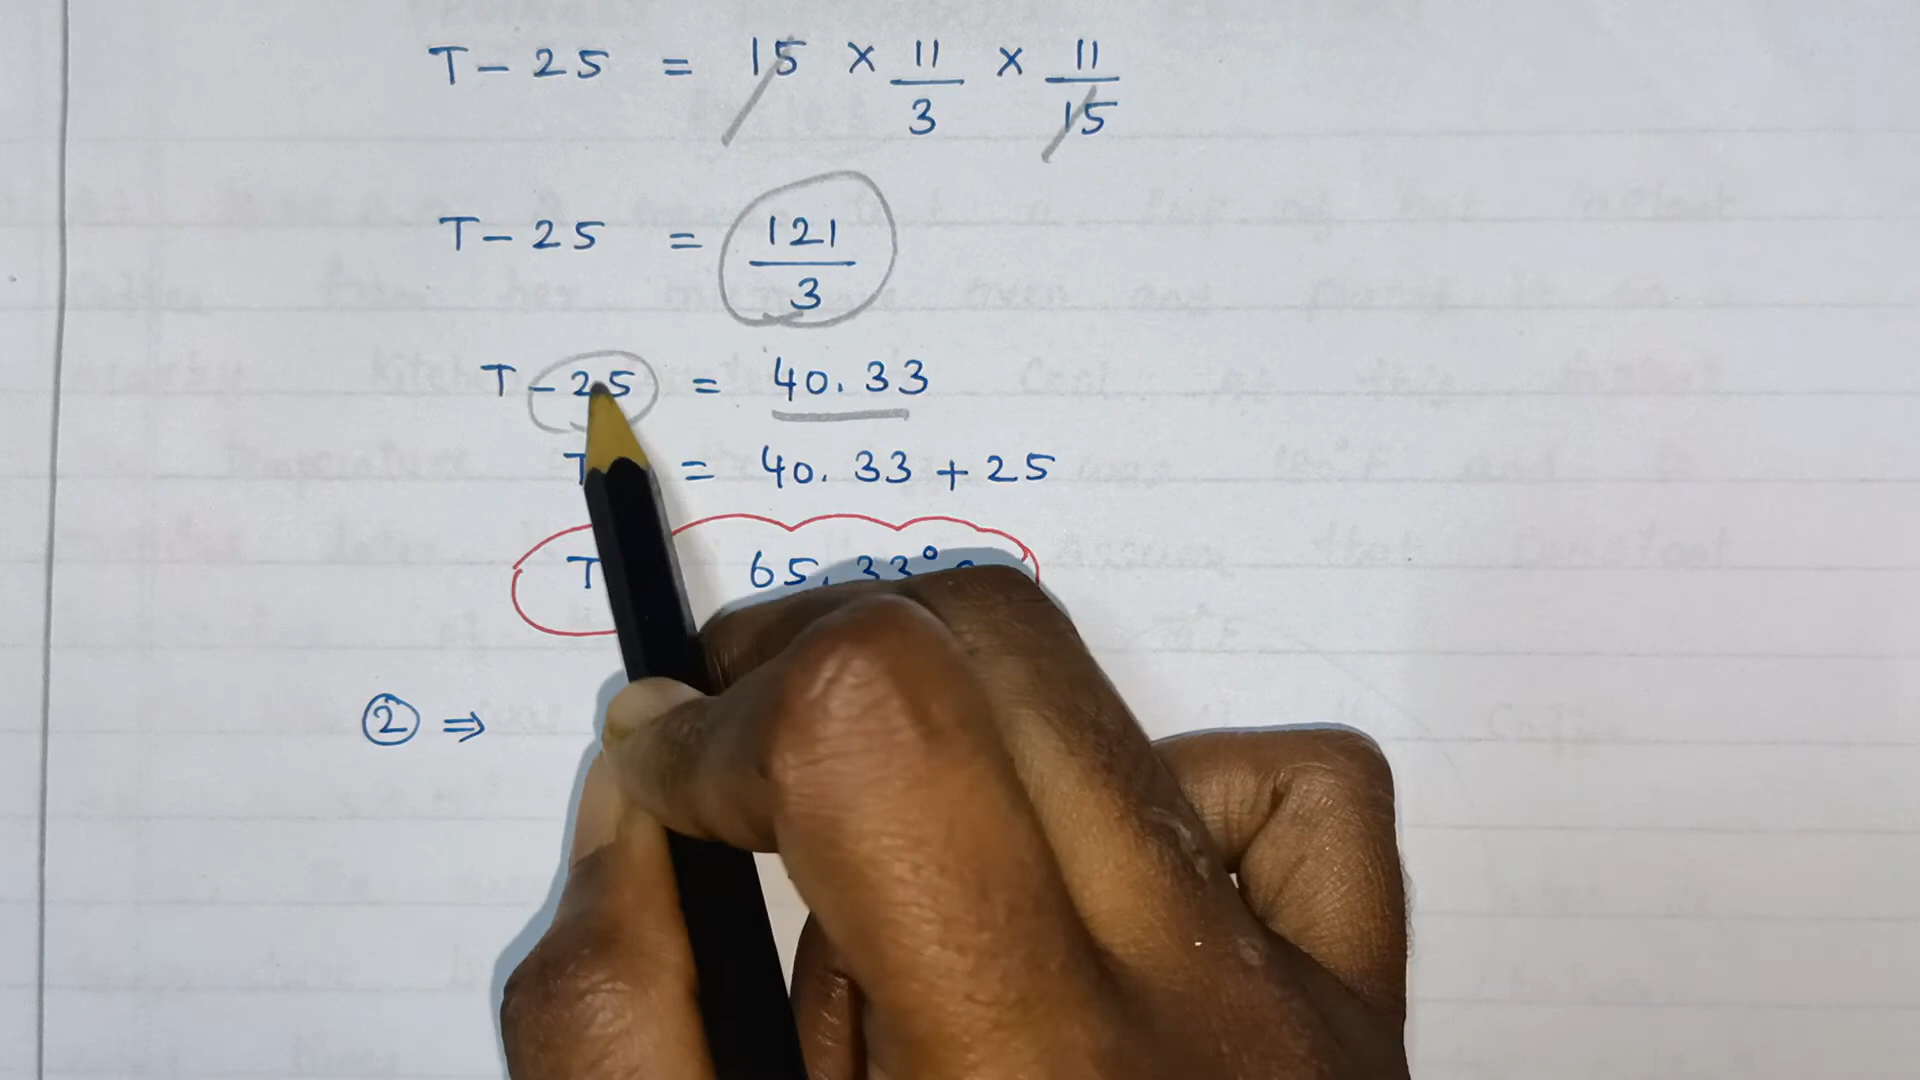 T - 25 = 15 × 11/3 × 11/15
T - 25 = 121/3
T - 25 = 40.33
T = 40.33 + 25
T 65.33°
② ⇒